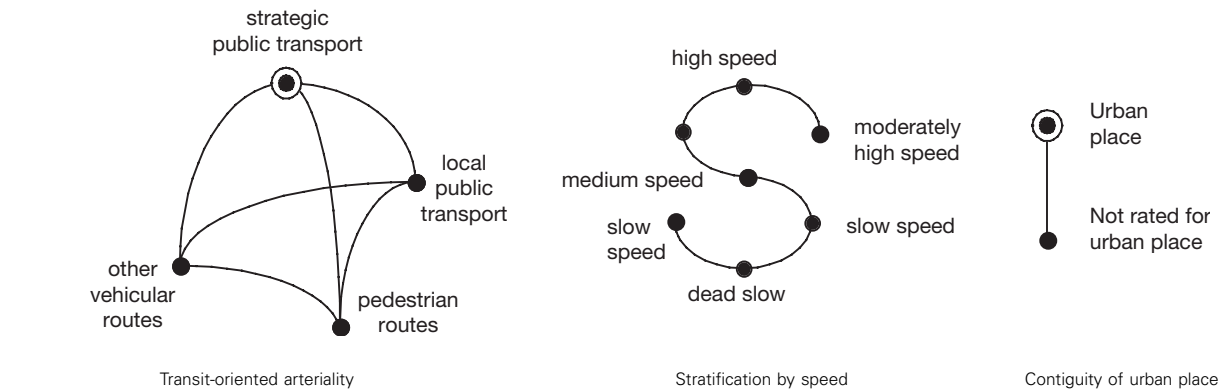 strategic
public transport
local
public
transport
other
vehicular
routes
pedestrian
routes
Transit-oriented arteriality
high speed
moderately
high speed
medium speed
slow
speed
slow speed
dead slow
Stratification by speed
Urban
place
Not rated for
urban place
Contiguity of urban place